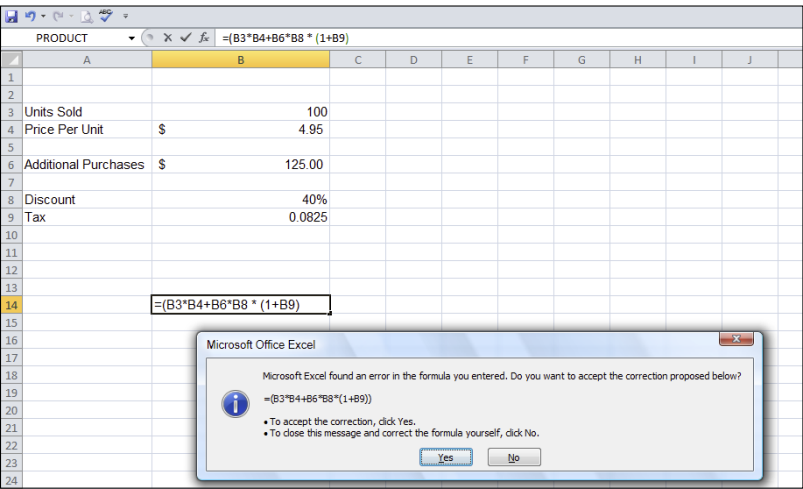 ABC
PRODUCT fx =(B3*B4+B6*B8 * (1+B9)
A B C D E F G H I J
1
2
3 Units Sold 100
4 Price Per Unit $ 4.95
5
6 Additional Purchases $ 125.00
7
8 Discount 40%
9 Tax 0.0825
10
11
12
13
14 =(B3*B4+B6*B8 * (1+B9)
15
16 Microsoft Office Excel
17
18 Microsoft Excel found an error in the formula you entered. Do you want to accept the correction proposed below?
19 =(B3*B4+B6*B8*(1+B9))
20
• To accept the correction, click Yes.
21 • To close this message and correct the formula yourself, click No.
22
23 Yes No
24